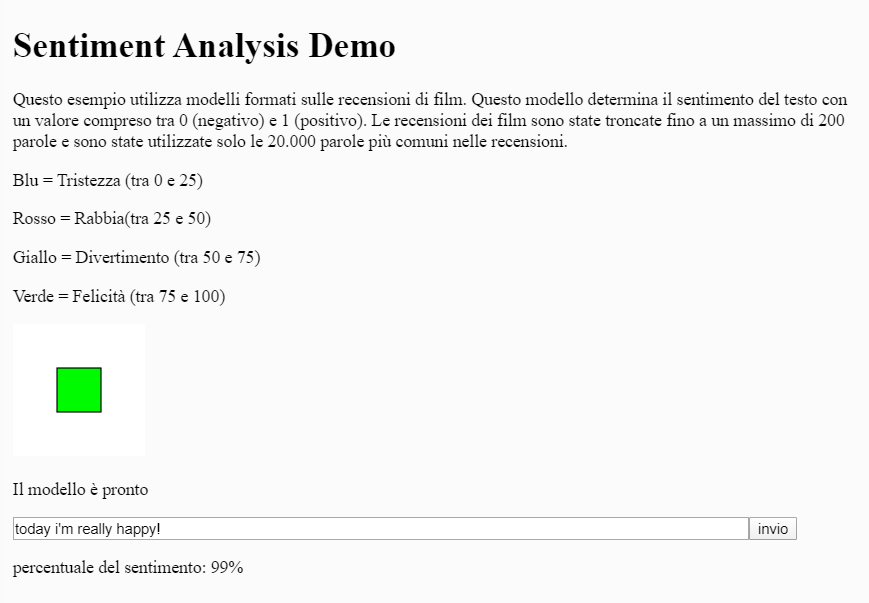 Sentiment Analysis Demo
Questo esempio utilizza modelli formati sulle recensioni di film. Questo modello determina il sentimento del testo con
un valore compreso tra 0 (negativo) e 1 (positivo). Le recensioni dei film sono state troncate fino a un massimo di 200
parole e sono state utilizzate solo le 20.000 parole più comuni nelle recensioni.
Blu = Tristezza (tra 0 e 25)
Rosso = Rabbia(tra 25 e 50)
Giallo = Divertimento (tra 50 e 75)
Verde = Felicità (tra 75 e 100)
Il modello è pronto
today i'm really happy! invio
percentuale del sentimento: 99%